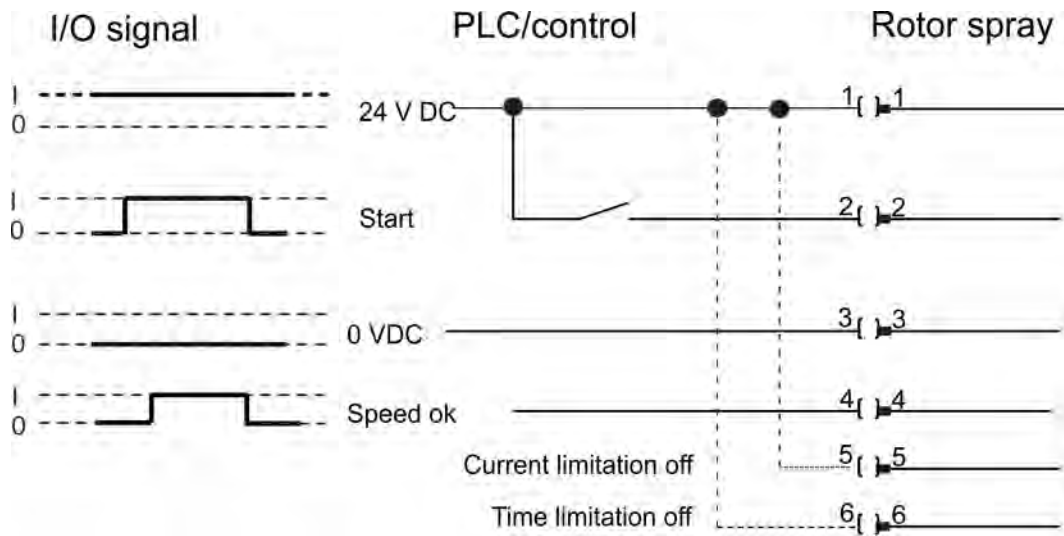 I/O signal PLC/control Rotor spray
I
0
24 V DC 1 1
I
0
Start 2 2
I
0
0 VDC 3 3
I
0
Speed ok 4 4
Current limitation off 5 5
Time limitation off 6 6